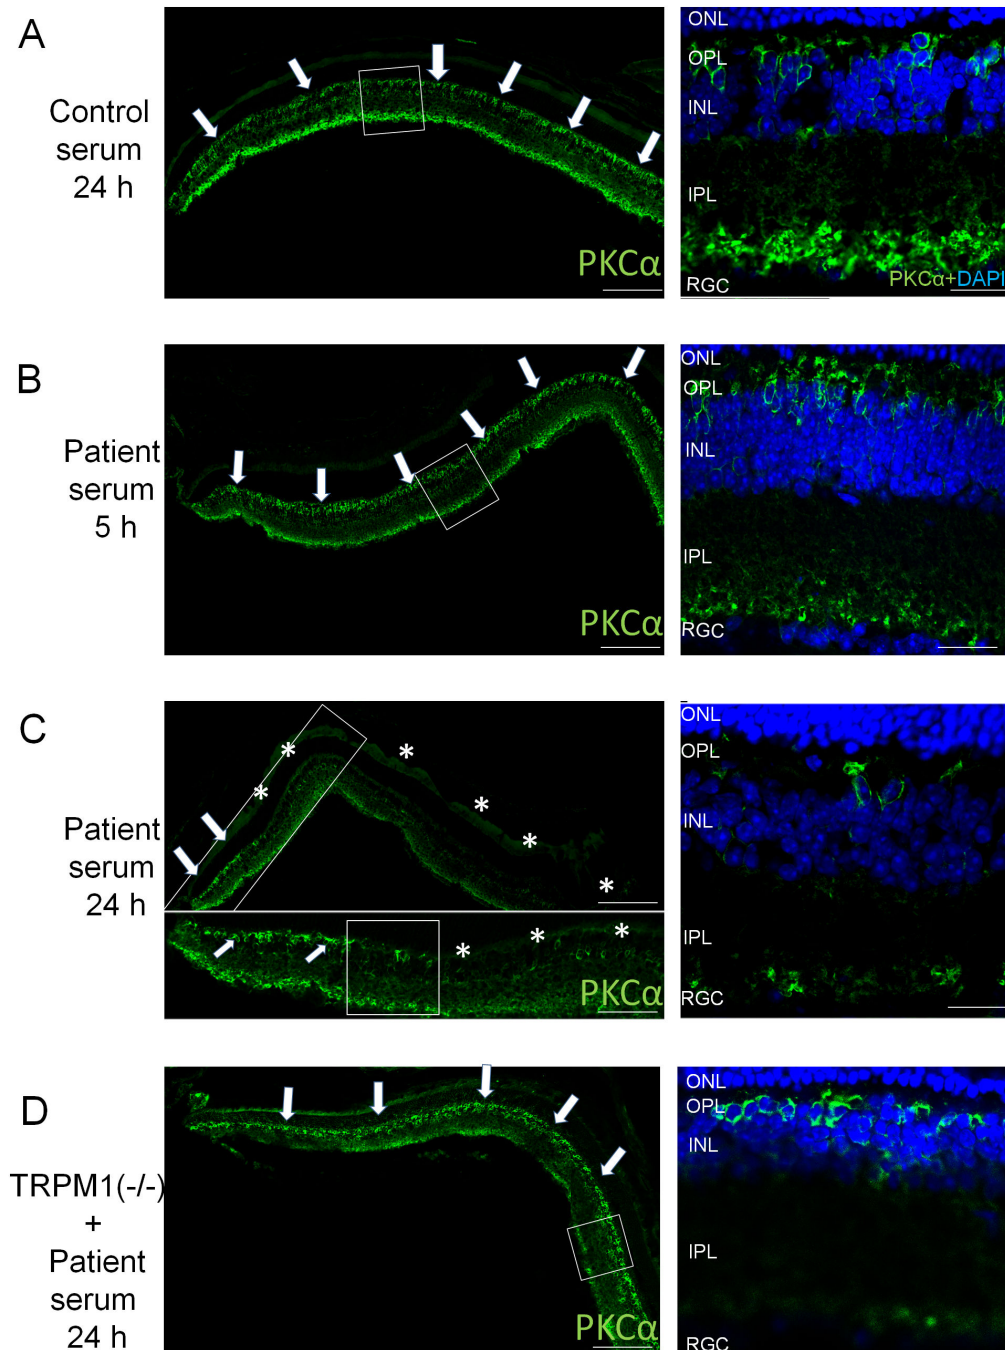 A
Control
serum
24 h
PKCα
ONL
OPL
INL
IPL
RGC
PKCα+DAPI
B
Patient
serum
5 h
PKCα
ONL
OPL
INL
IPL
RGC
C
Patient
serum
24 h
* * * * * *
* * *
PKCα
ONL
OPL
INL
IPL
RGC
D
TRPM1(-/-)
+
Patient
serum
24 h
PKCα
ONL
OPL
INL
IPL
RGC